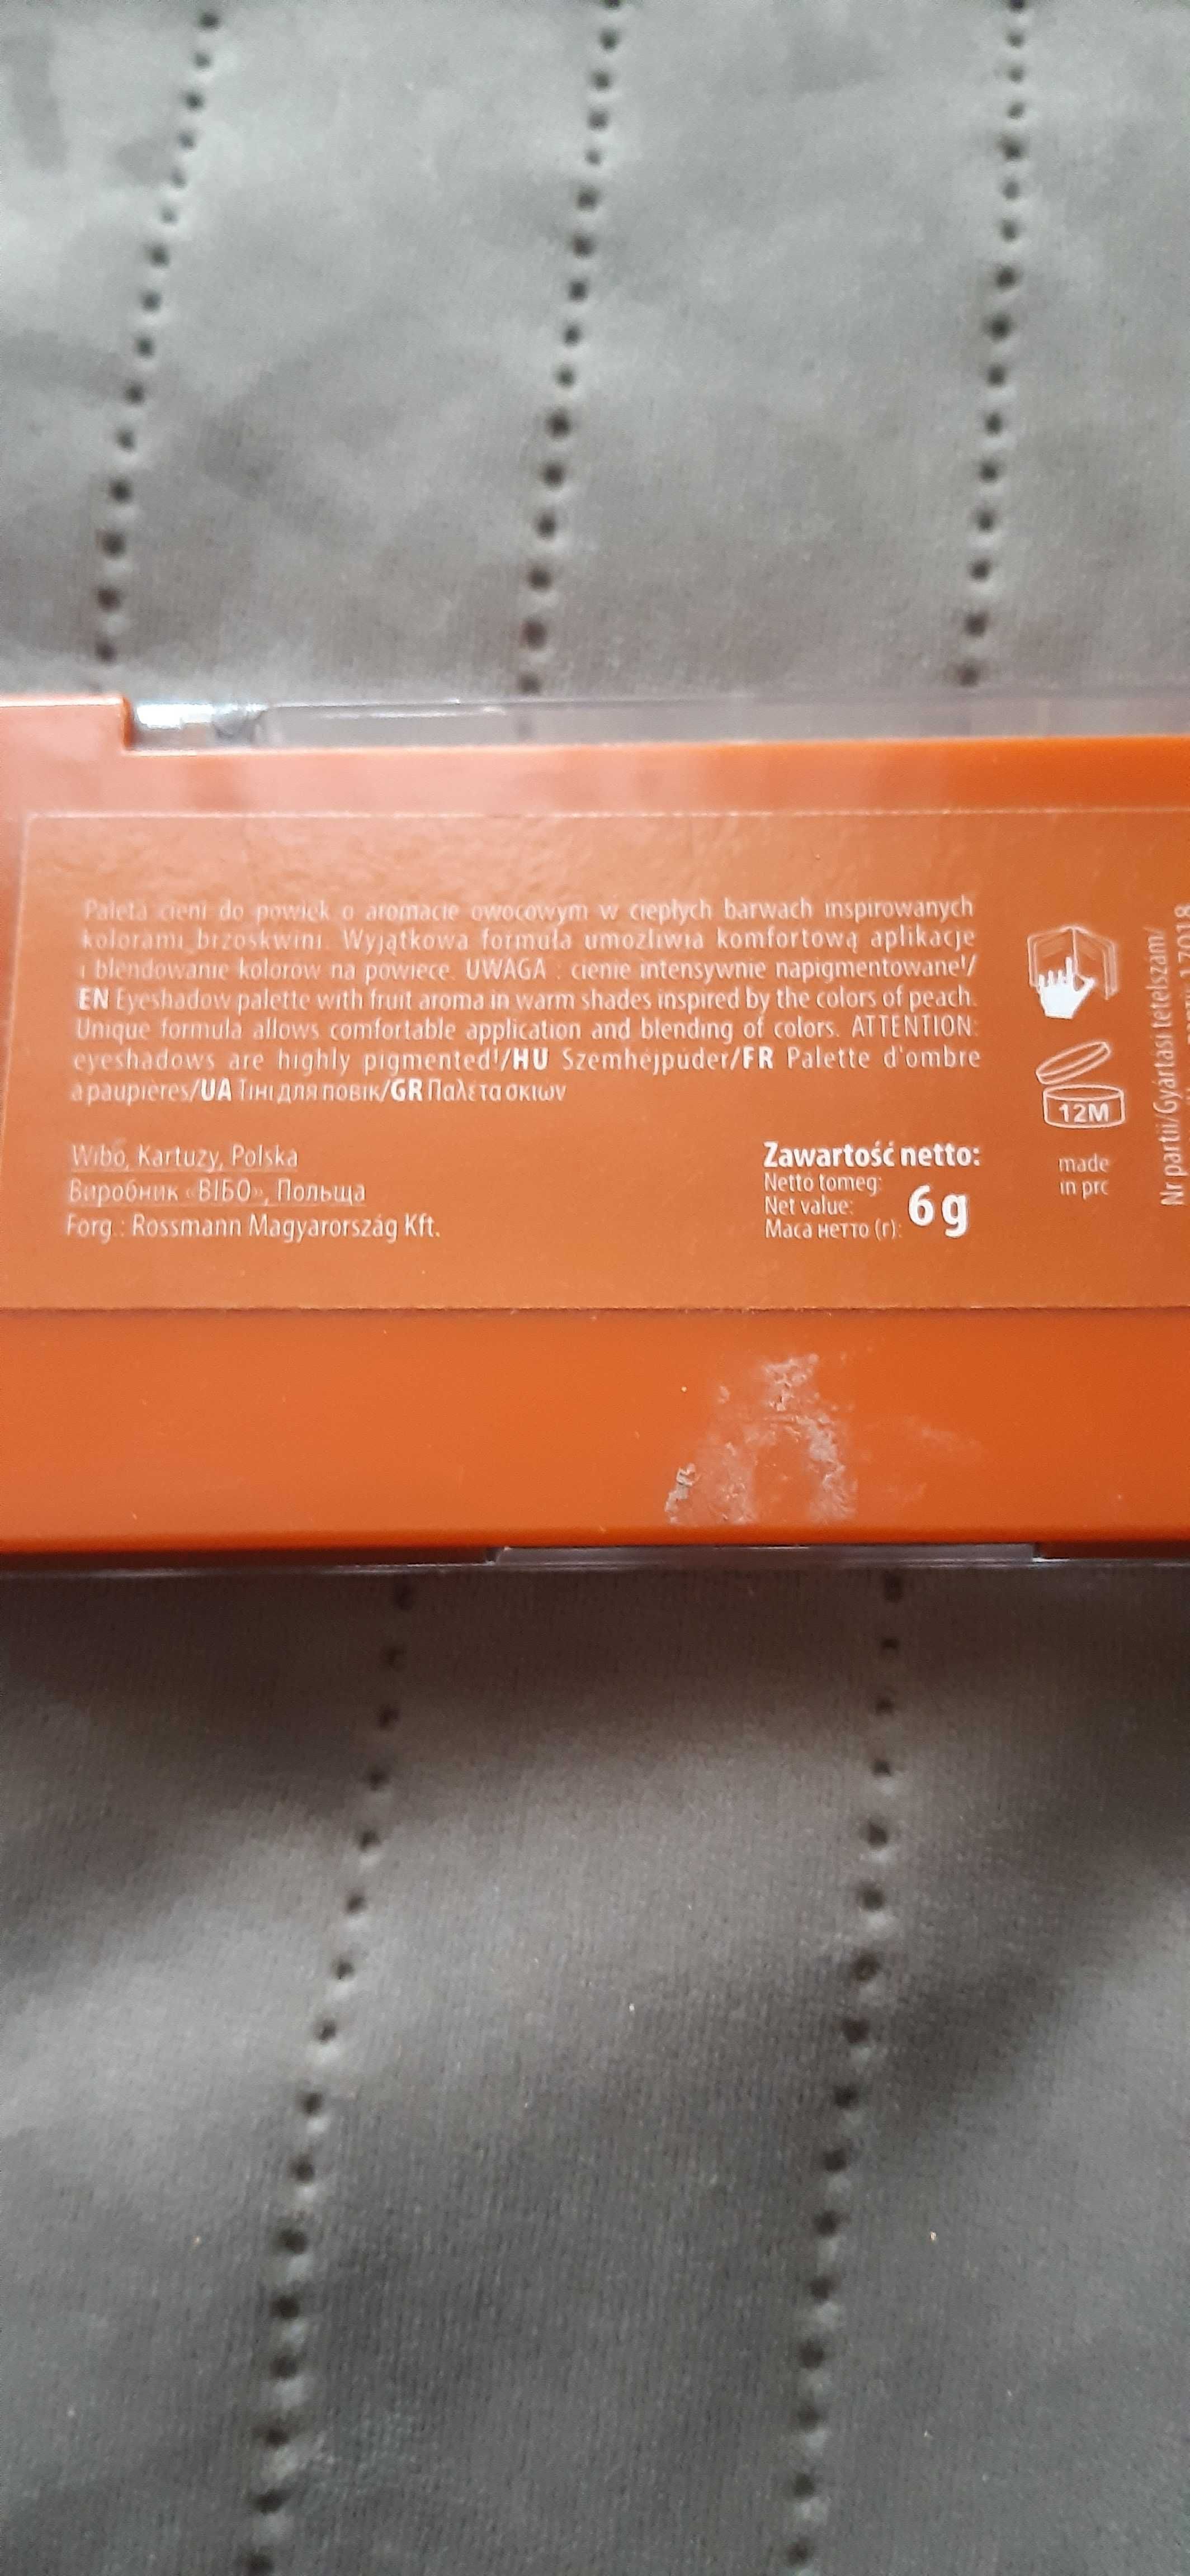 Paleta cieni do powiek o aromacie owocowym w ciepłych barwach inspirowanych
kolorami brzoskwini. Wyjątkowa formuła umożliwia komfortową aplikacje
i blendowanie kolorów na powiece. UWAGA : cienie intensywnie napigmentowane!/
EN Eyeshadow palette with fruit aroma in warm shades inspired by the colors of peach.
Unique formula allows comfortable application and blending of colors. ATTENTION:
eyeshadows are highly pigmented!/HU Szemhéjpúder/FR Palette d'ombre
à paupières/UA Тіні для повік/GR Παλέτα σκιών
Wibo, Kartuzy, Polska
Виробник «ВІБО», Польща
Forg.: Rossmann Magyarország Kft.
Zawartość netto:
Nettó tömeg:
Net value:
Маса нетто (г):
6 g
12M
made
in prc
Nr partii/Gyártási tételszám/